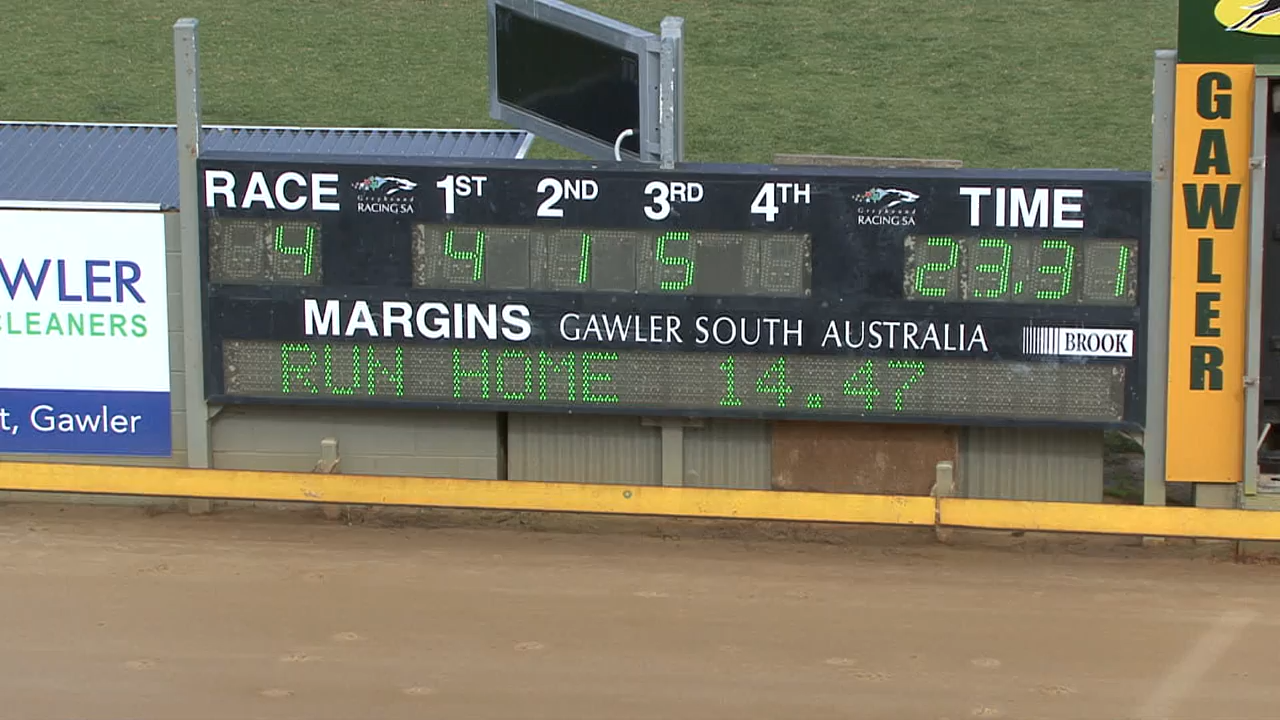 RACE Greyhound RACING SA 1ST 2ND 3RD 4TH Greyhound RACING SA TIME
4 4 1 5 23.31
MARGINS GAWLER SOUTH AUSTRALIA BROOK
RUN HOME 14.47
WLER
CLEANERS
t, Gawler
GAWLER